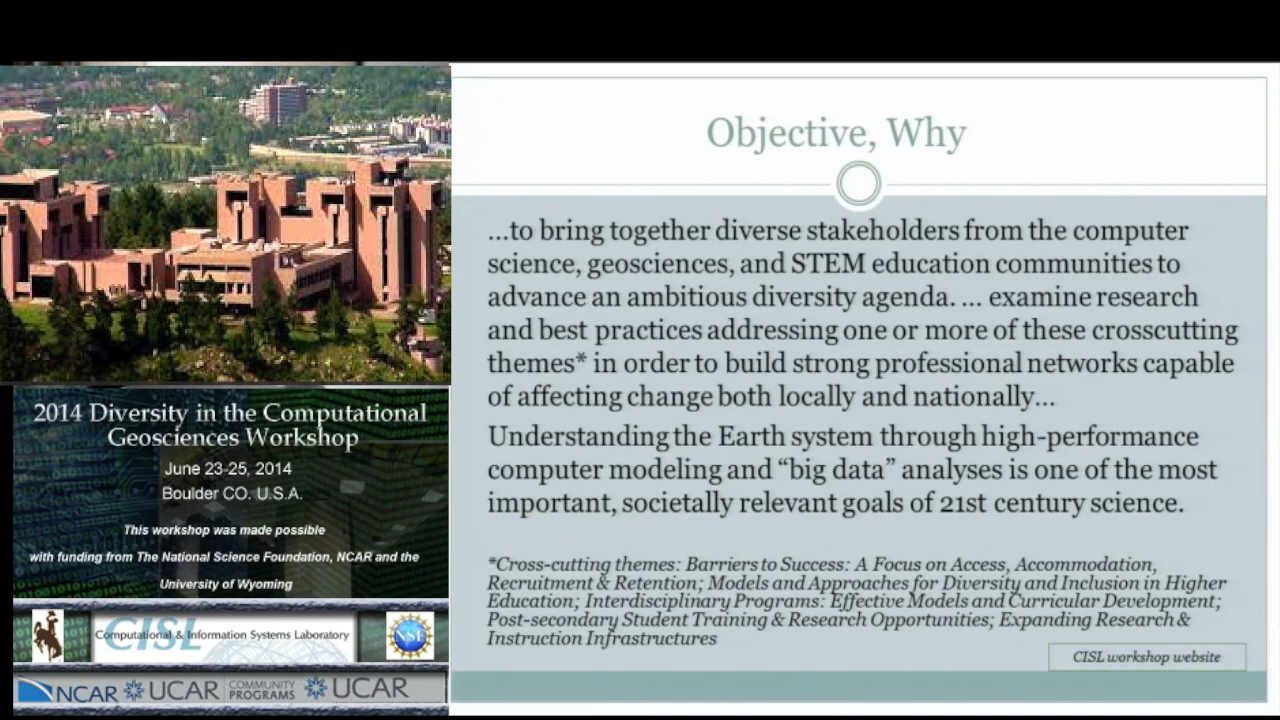 Objective, Why
...to bring together diverse stakeholders from the computer
science, geosciences, and STEM education communities to
advance an ambitious diversity agenda. ... examine research
and best practices addressing one or more of these crosscutting
themes* in order to build strong professional networks capable
of affecting change both locally and nationally...
Understanding the Earth system through high-performance
computer modeling and “big data” analyses is one of the most
important, societally relevant goals of 21st century science.
*Cross-cutting themes: Barriers to Success: A Focus on Access, Accommodation,
Recruitment & Retention; Models and Approaches for Diversity and Inclusion in Higher
Education; Interdisciplinary Programs: Effective Models and Curricular Development;
Post-secondary Student Training & Research Opportunities; Expanding Research &
Instruction Infrastructures
CISL workshop website
2014 Diversity in the Computational
Geosciences Workshop
June 23-25, 2014
Boulder CO. U.S.A.
This workshop was made possible
with funding from The National Science Foundation, NCAR and the
University of Wyoming
CISL
Computational & Information Systems Laboratory
NSF
NCAR UCAR COMMUNITY PROGRAMS UCAR